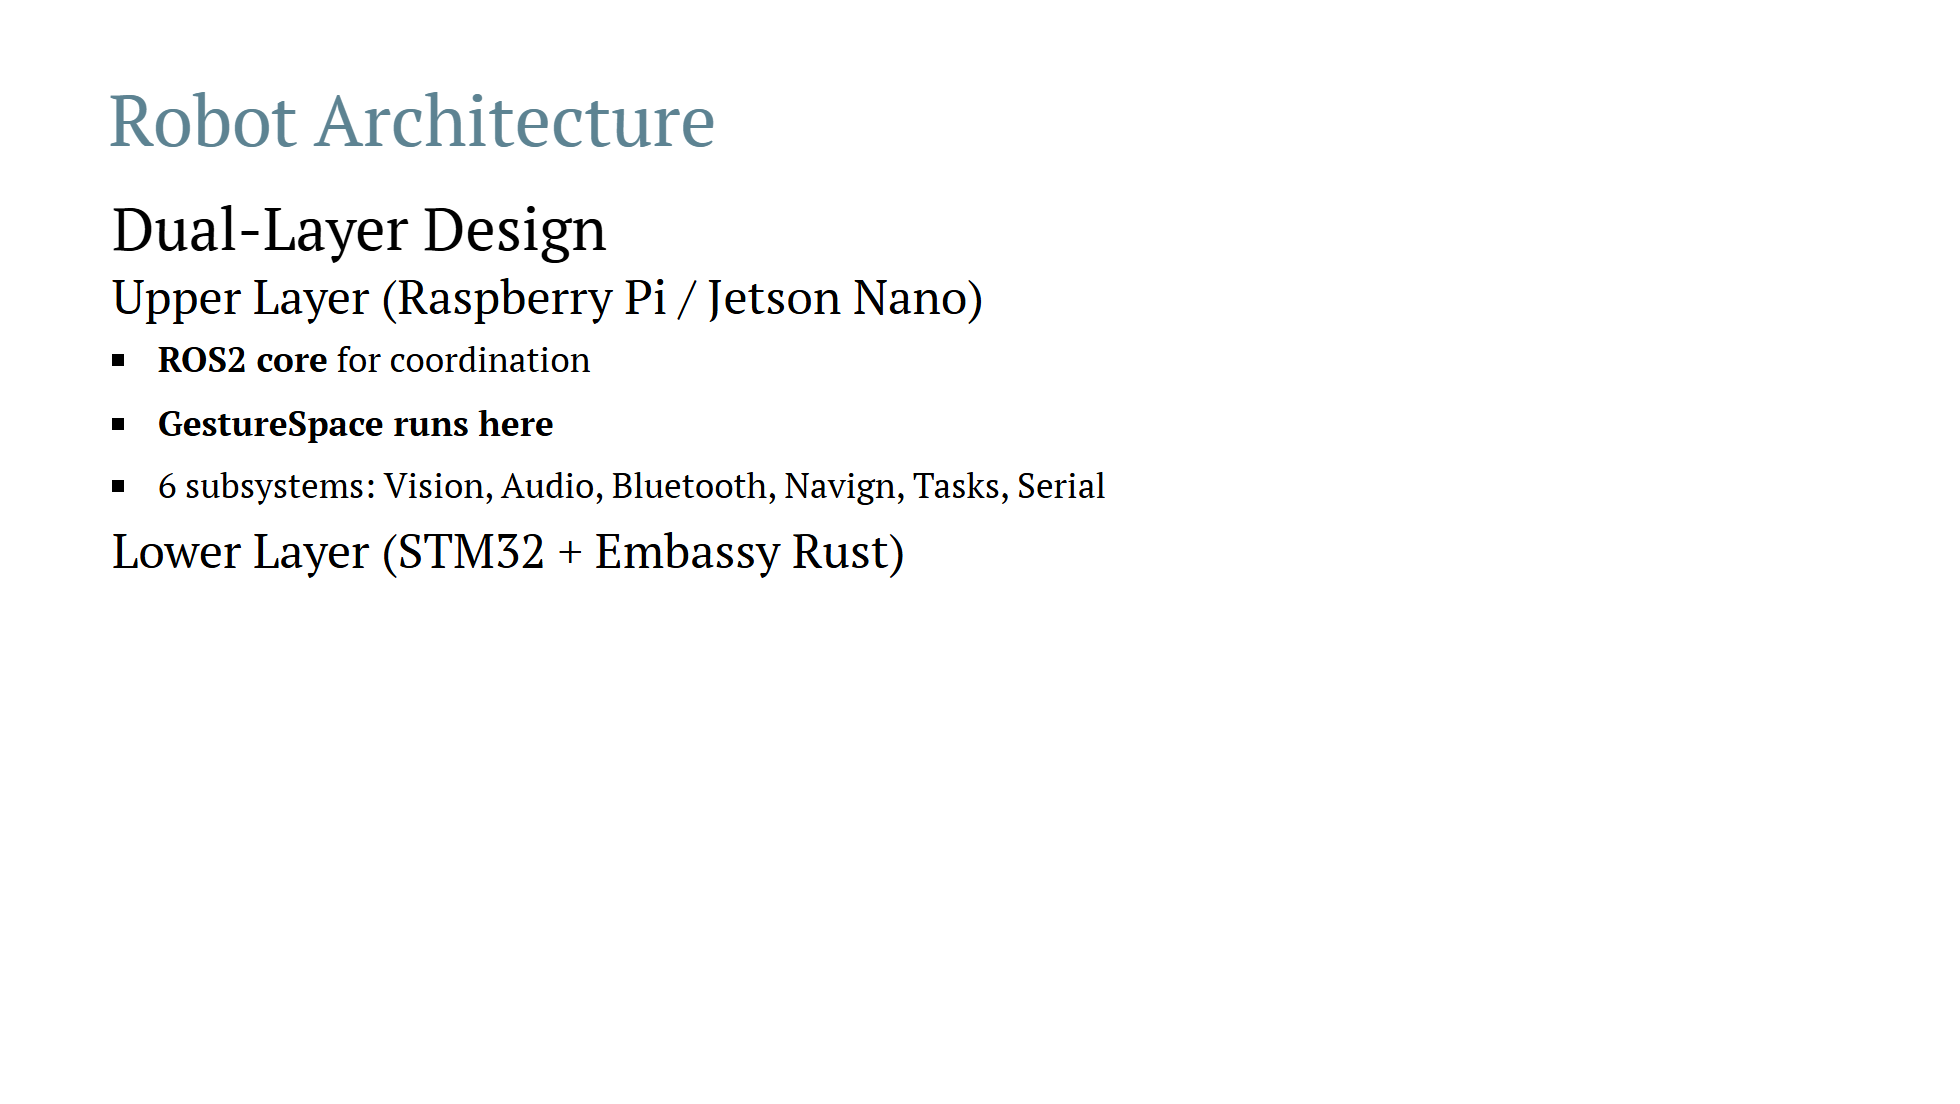 Robot Architecture
Dual-Layer Design
Upper Layer (Raspberry Pi / Jetson Nano)
▪ ROS2 core for coordination
▪ GestureSpace runs here
▪ 6 subsystems: Vision, Audio, Bluetooth, Navign, Tasks, Serial
Lower Layer (STM32 + Embassy Rust)